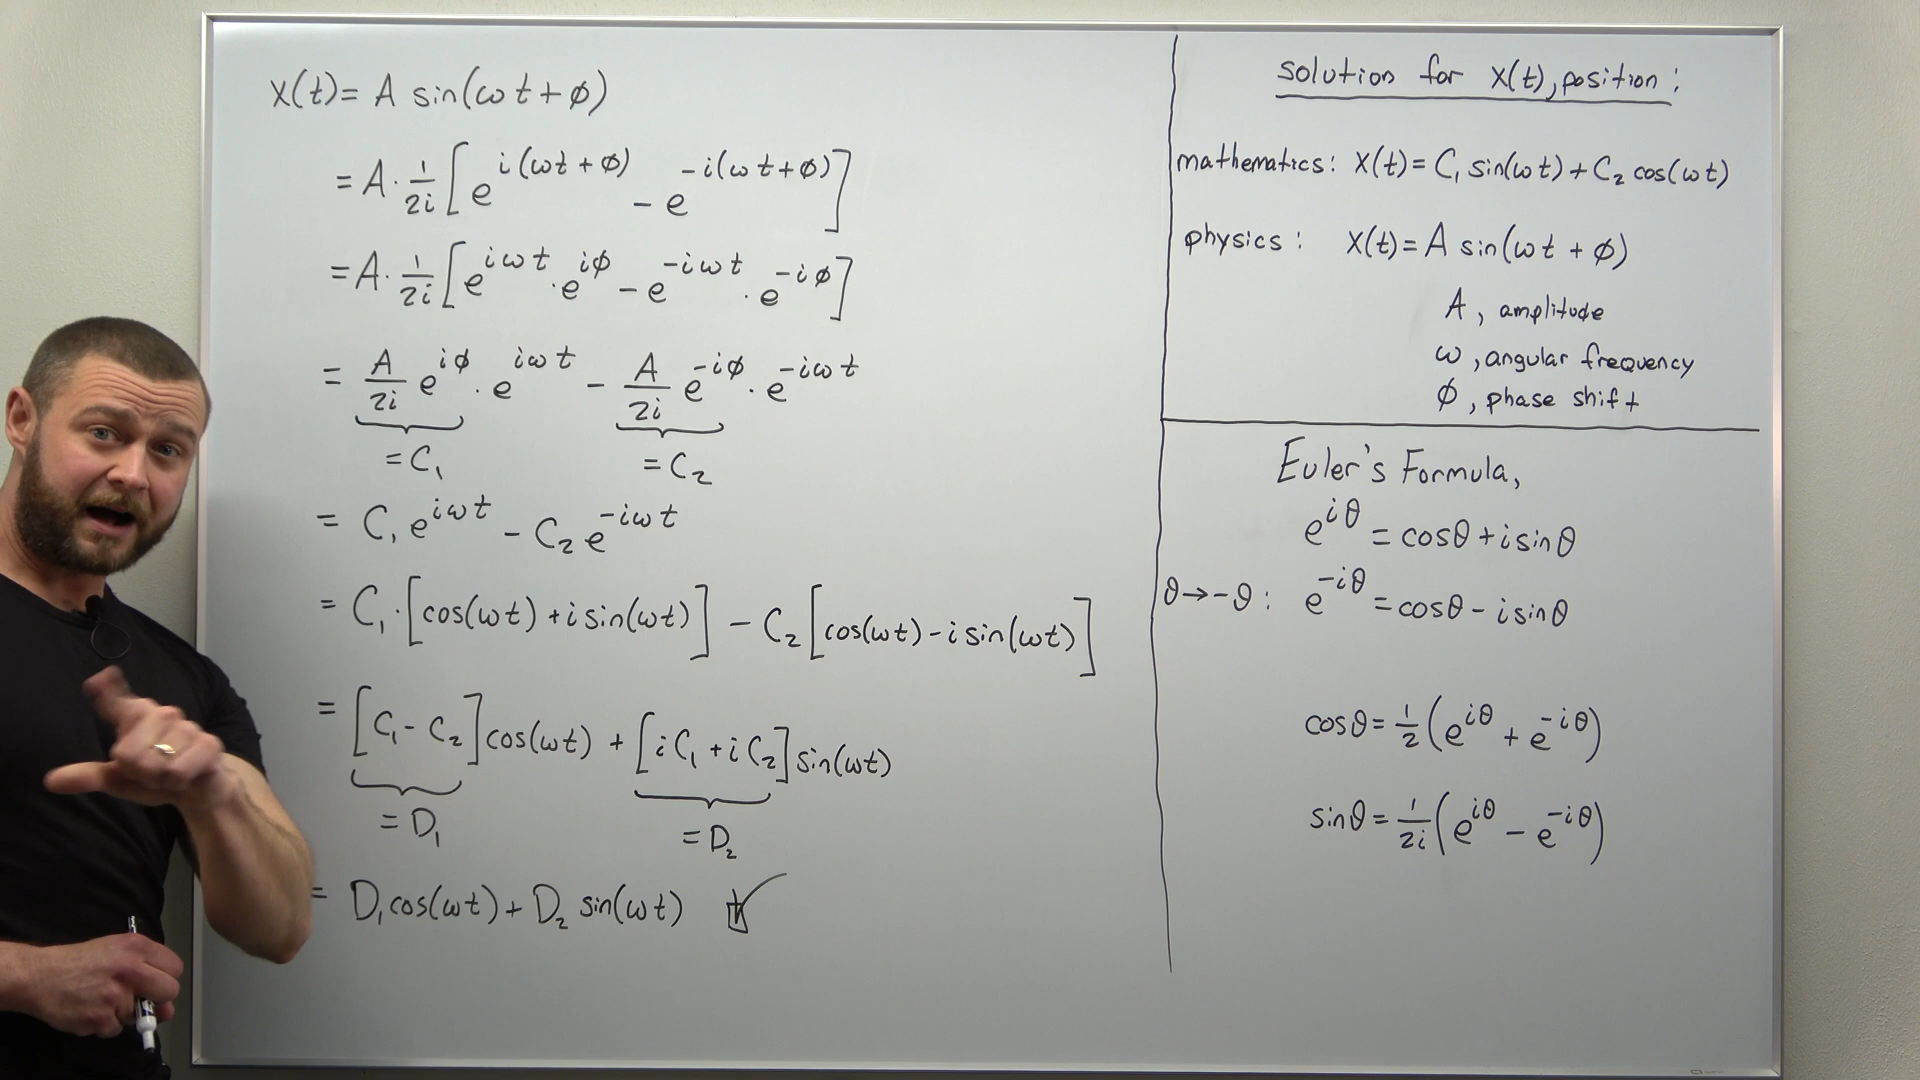 x(t)= A sin(ωt+φ)
= A·1/2i[e^i(ωt+φ) - e^-i(ωt+φ)]
= A·1/2i[e^iωt·e^iφ - e^-iωt·e^-iφ]
= A/2i e^iφ·e^iωt - A/2i e^-iφ·e^-iωt
= C₁ = C₂
= C₁e^iωt - C₂e^-iωt
= C₁·[cos(ωt)+i sin(ωt)] - C₂[cos(ωt)-i sin(ωt)]
= [C₁- C₂]cos(ωt) + [iC₁+iC₂]sin(ωt)
= D₁ = D₂
= D₁cos(ωt)+D₂ sin(ωt)
solution for x(t), position:
mathematics: x(t)= C₁ sin(ωt)+C₂ cos(ωt)
physics: x(t)= A sin(ωt + φ)
A, amplitude
ω, angular frequency
φ, phase shift
Euler's Formula,
e^iθ = cosθ+i sinθ
θ→-θ: e^-iθ = cosθ- i sinθ
cosθ= 1/2(e^iθ + e^-iθ)
sinθ= 1/2i(e^iθ - e^-iθ)